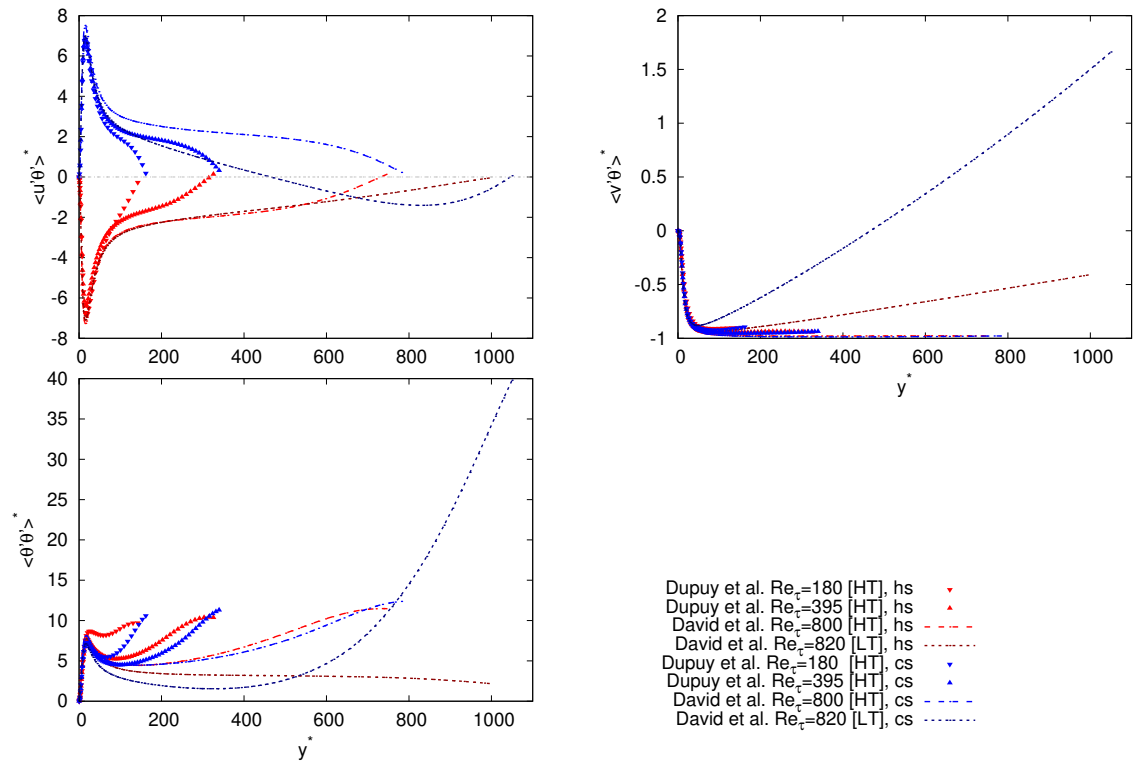 8
6
4
2
0
-2
-4
-6
-8
<u'θ'>*
0 200 400 600 800 1000
2
1.5
1
0.5
0
-0.5
-1
<v'θ'>*
0 200 400 600 800 1000
y*
40
35
30
25
20
15
10
5
0
<θ'θ'>*
0 200 400 600 800 1000
y*
Dupuy et al. Reτ=180 [HT], hs
Dupuy et al. Reτ=395 [HT], hs
David et al. Reτ=800 [HT], hs
David et al. Reτ=820 [LT], hs
Dupuy et al. Reτ=180 [HT], cs
Dupuy et al. Reτ=395 [HT], cs
David et al. Reτ=800 [HT], cs
David et al. Reτ=820 [LT], cs